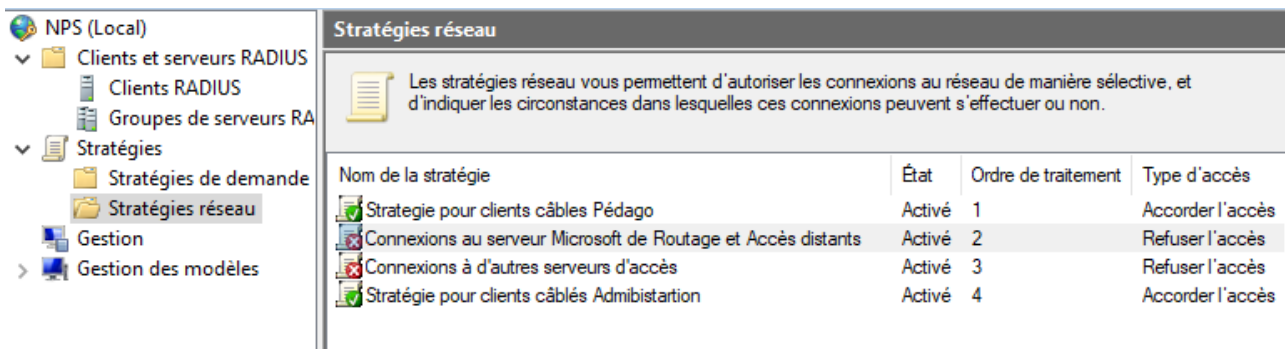 NPS (Local)
Clients et serveurs RADIUS
Clients RADIUS
Groupes de serveurs RA
Stratégies
Stratégies de demande
Stratégies réseau
Gestion
Gestion des modèles
Stratégies réseau
Les stratégies réseau vous permettent d'autoriser les connexions au réseau de manière sélective, et
d'indiquer les circonstances dans lesquelles ces connexions peuvent s'effectuer ou non.
Nom de la stratégie État Ordre de traitement Type d'accès
Strategie pour clients câbles Pédago Activé 1 Accorder l'accès
Connexions au serveur Microsoft de Routage et Accès distants Activé 2 Refuser l'accès
Connexions à d'autres serveurs d'accès Activé 3 Refuser l'accès
Stratégie pour clients câblés Admibistartion Activé 4 Accorder l'accès